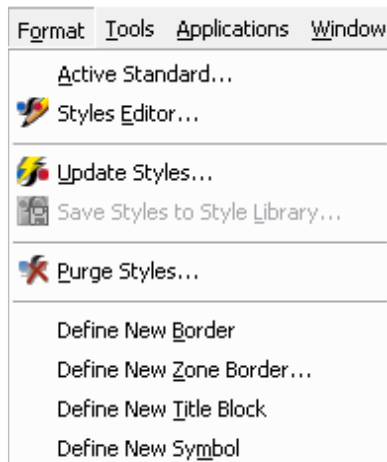 Format Tools Applications Window
Active Standard...
Styles Editor...
Update Styles...
Save Styles to Style Library...
Purge Styles...
Define New Border
Define New Zone Border...
Define New Title Block
Define New Symbol